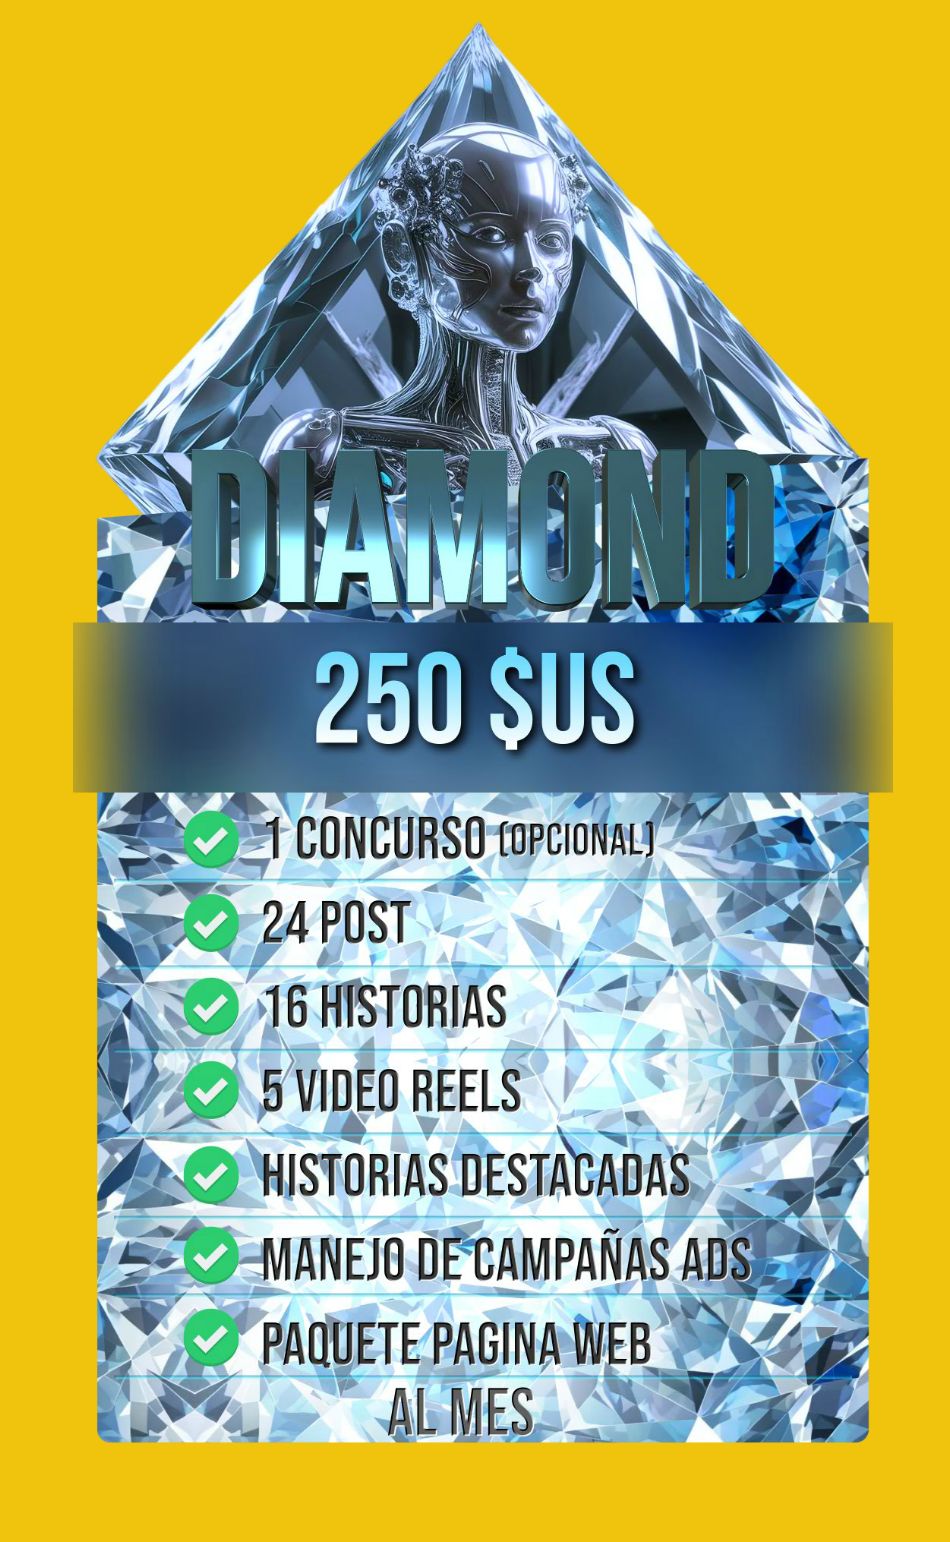 DIAMOND
250 $US
1 CONCURSO (OPCIONAL)
24 POST
16 HISTORIAS
5 VIDEO REELS
HISTORIAS DESTACADAS
MANEJO DE CAMPAÑAS ADS
PAQUETE PAGINA WEB
AL MES